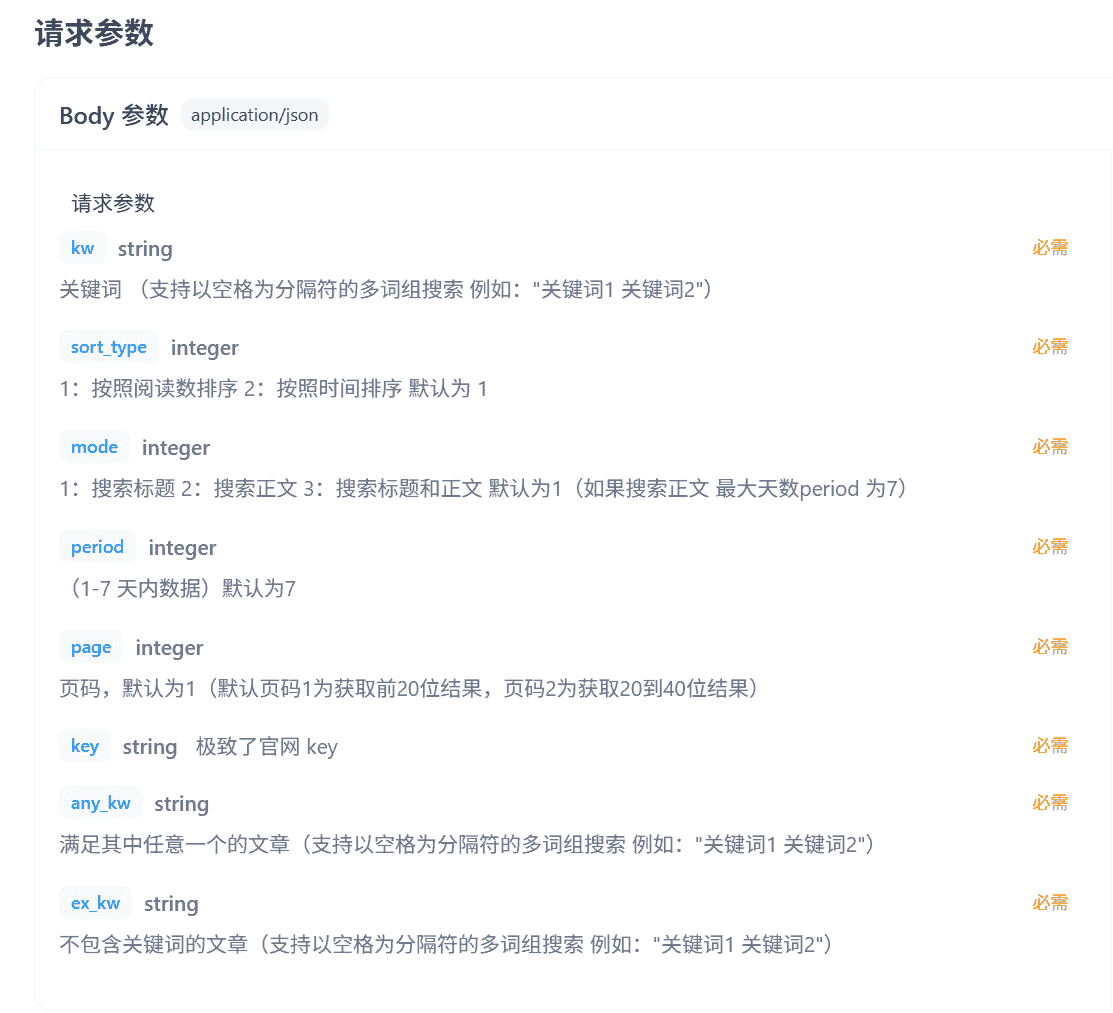 请求参数
Body 参数 application/json
请求参数
kw string 必需
关键词 （支持以空格为分隔符的多词组搜索 例如："关键词1 关键词2"）
sort_type integer 必需
1：按照阅读数排序 2：按照时间排序 默认为 1
mode integer 必需
1：搜索标题 2：搜索正文 3：搜索标题和正文 默认为1（如果搜索正文 最大天数period 为7）
period integer 必需
（1-7 天内数据）默认为7
page integer 必需
页码，默认为1（默认页码1为获取前20位结果，页码2为获取20到40位结果）
key string 极致了官网 key 必需
any_kw string 必需
满足其中任意一个的文章（支持以空格为分隔符的多词组搜索 例如："关键词1 关键词2"）
ex_kw string 必需
不包含关键词的文章（支持以空格为分隔符的多词组搜索 例如："关键词1 关键词2"）